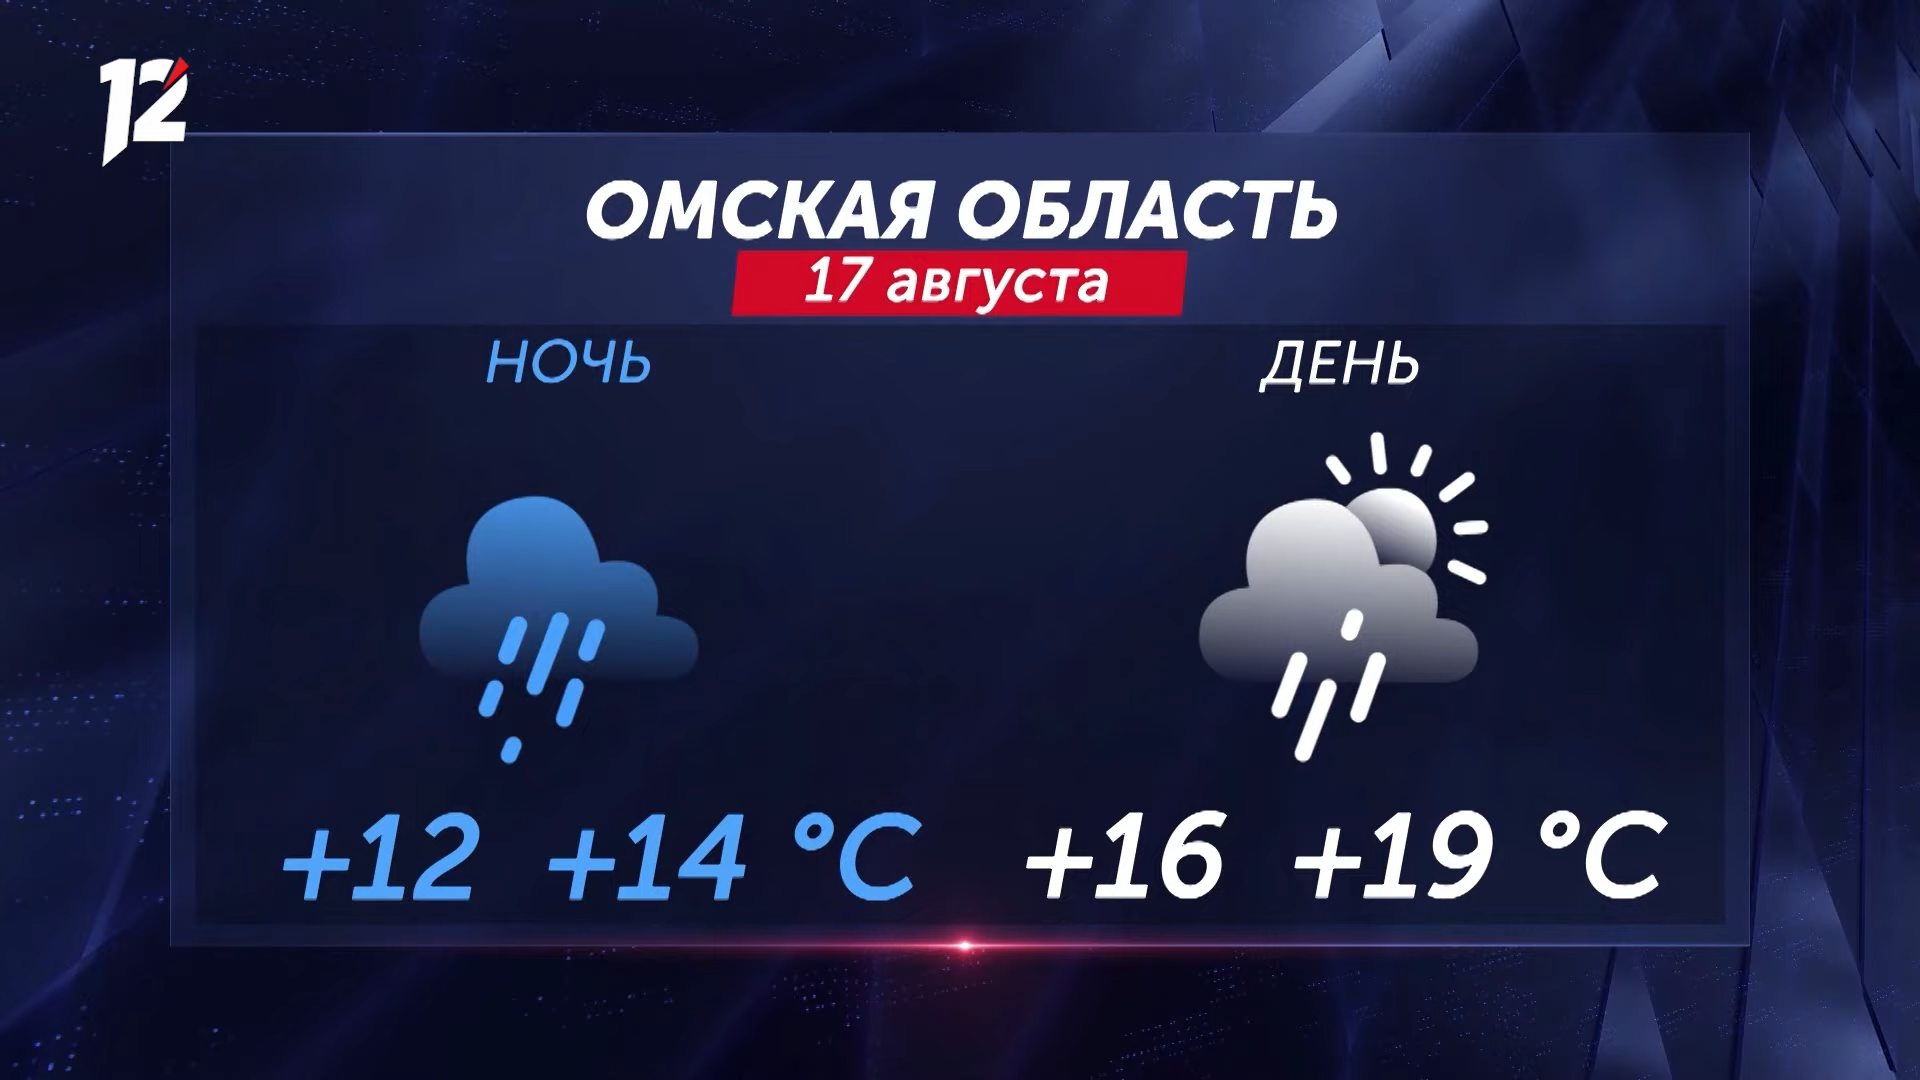 12
ОМСКАЯ ОБЛАСТЬ
17 августа
НОЧЬ
ДЕНЬ
+12 +14 °C
+16 +19 °C